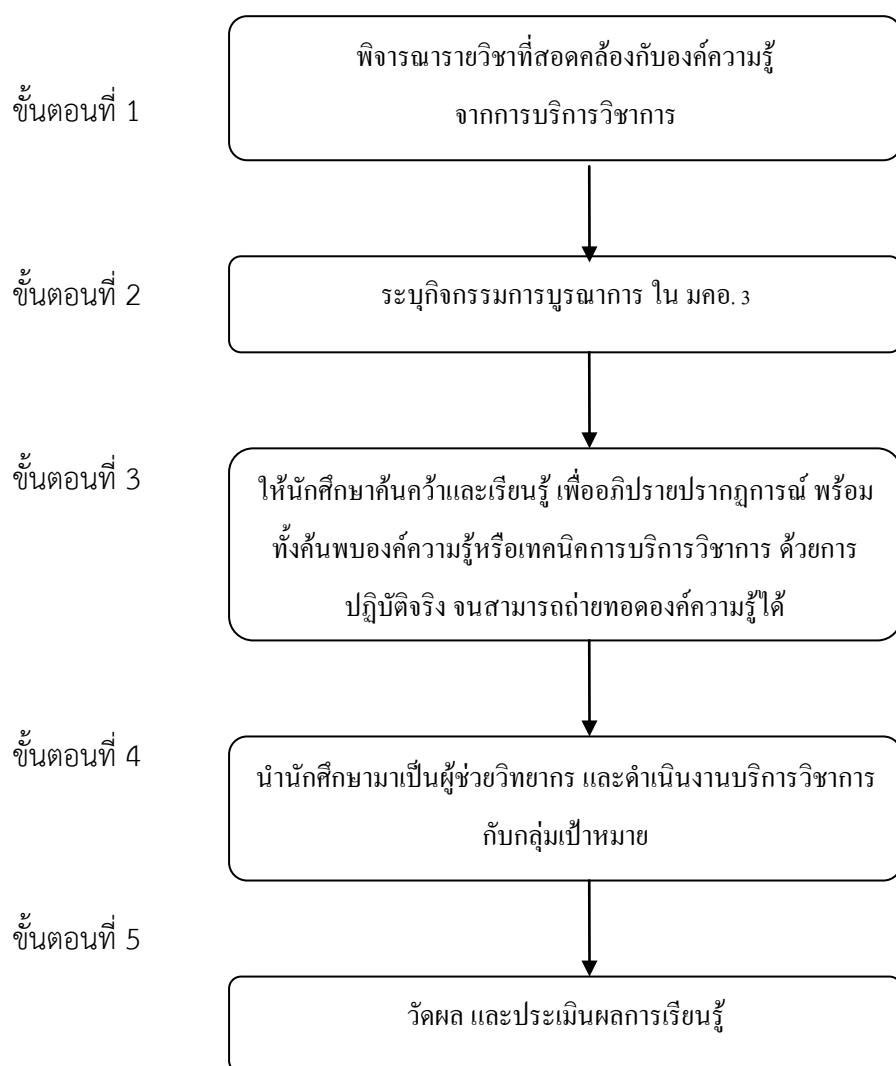 ขั้นตอนที่ 1
พิจารณารายวิชาที่สอดคล้องกับองค์ความรู้
จากการบริการวิชาการ
ขั้นตอนที่ 2
ระบุกิจกรรมการบูรณาการ ใน มคอ. 3
ขั้นตอนที่ 3
ให้นักศึกษาค้นคว้าและเรียนรู้ เพื่ออภิปรายปรากฏการณ์ พร้อม
ทั้งค้นพบองค์ความรู้หรือเทคนิคการบริการวิชาการ ด้วยการ
ปฏิบัติจริง จนสามารถถ่ายทอดองค์ความรู้ได้
ขั้นตอนที่ 4
นำนักศึกษามาเป็นผู้ช่วยวิทยากร และดำเนินงานบริการวิชาการ
กับกลุ่มเป้าหมาย
ขั้นตอนที่ 5
วัดผล และประเมินผลการเรียนรู้